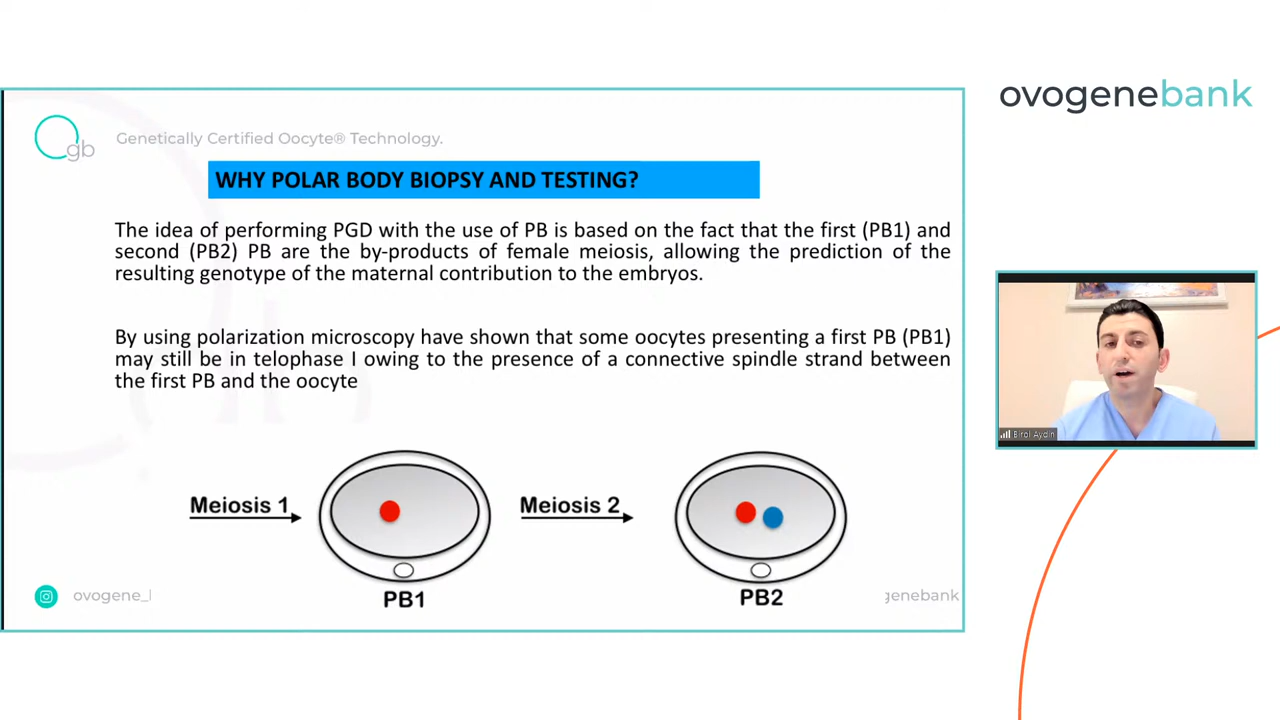 ovogenebank
gb
Genetically Certified Oocyte® Technology.
WHY POLAR BODY BIOPSY AND TESTING?
The idea of performing PGD with the use of PB is based on the fact that the first (PB1) and
second (PB2) PB are the by-products of female meiosis, allowing the prediction of the
resulting genotype of the maternal contribution to the embryos.
By using polarization microscopy have shown that some oocytes presenting a first PB (PB1)
may still be in telophase I owing to the presence of a connective spindle strand between
the first PB and the oocyte
Birol Aydin
Meiosis 1
Meiosis 2
PB1
PB2
ovogene_
genebank